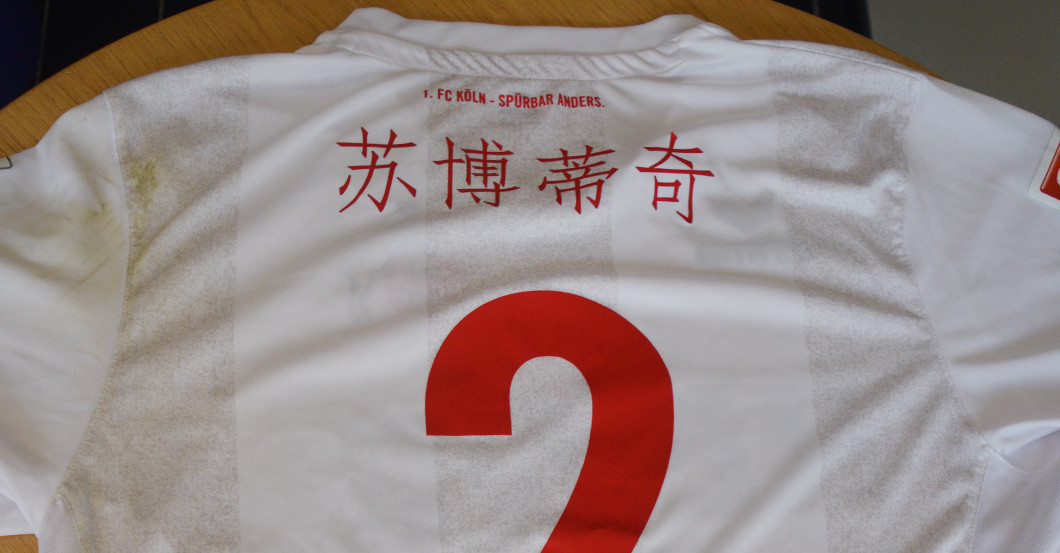 1. FC KÖLN - SPÜRBAR ANDERS.
苏博蒂奇
2